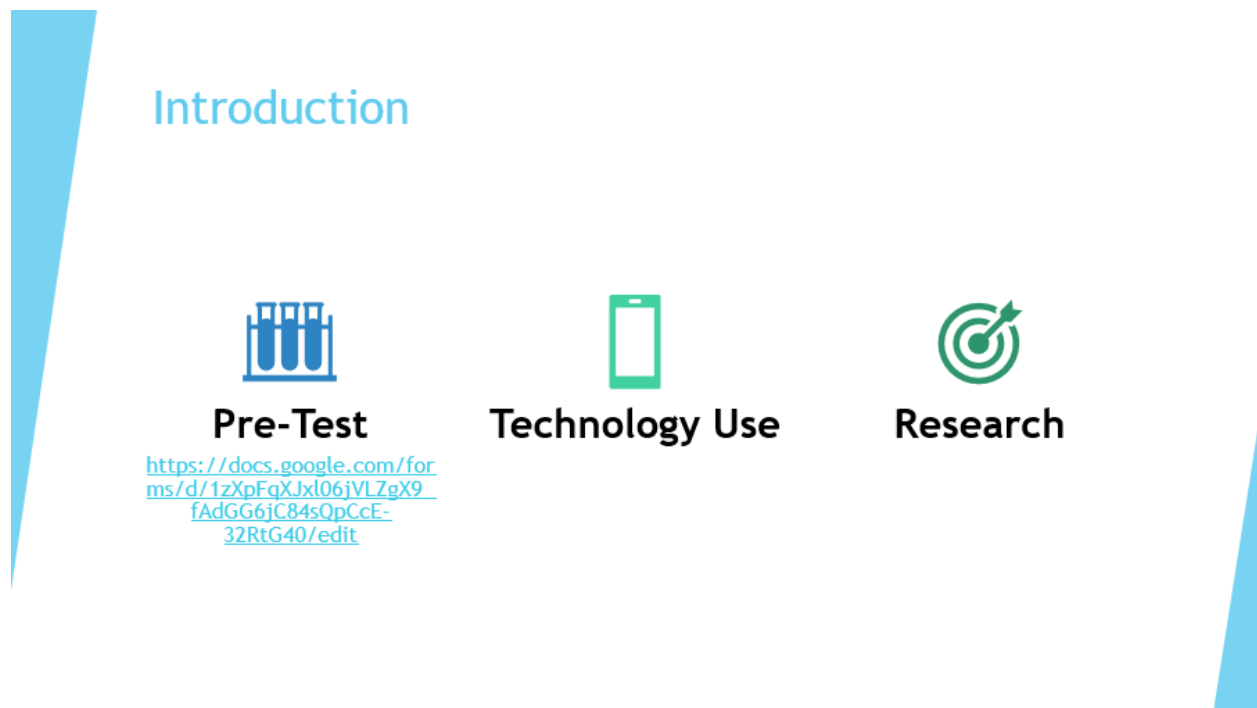 Introduction
Pre-Test
https://docs.google.com/for
ms/d/1zXpFqXJxl06jVLZgX9_
fAdGG6jC84sQpCcE-
32RtG40/edit
Technology Use
Research